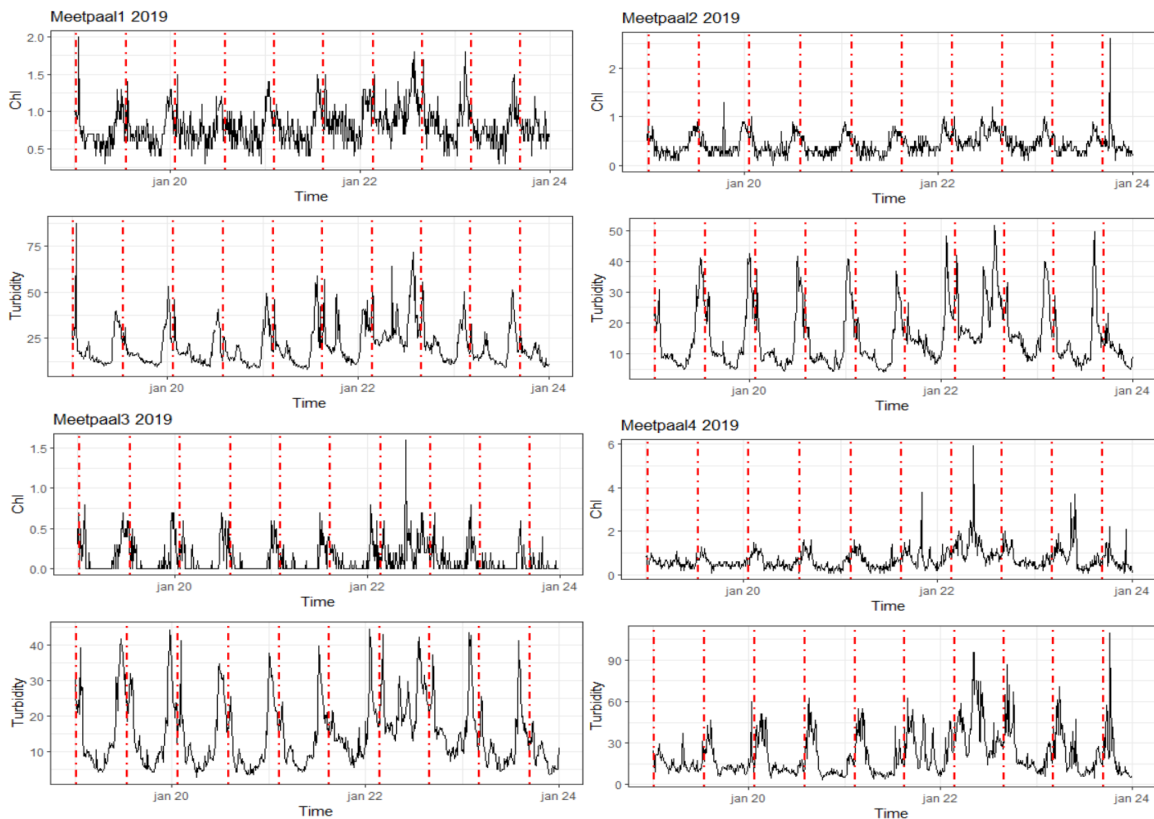 Meetpaal1 2019
2.0
1.5
1.0
0.5
Chl
jan 20
jan 22
jan 24
Time
75
50
25
Turbidity
jan 20
jan 22
jan 24
Time
Meetpaal2 2019
2
1
0
Chl
jan 20
jan 22
jan 24
Time
50
40
30
20
10
Turbidity
jan 20
jan 22
jan 24
Time
Meetpaal3 2019
1.5
1.0
0.5
0.0
Chl
jan 20
jan 22
jan 24
Time
40
30
20
10
Turbidity
jan 20
jan 22
jan 24
Time
Meetpaal4 2019
6
4
2
0
Chl
jan 20
jan 22
jan 24
Time
90
60
30
0
Turbidity
jan 20
jan 22
jan 24
Time